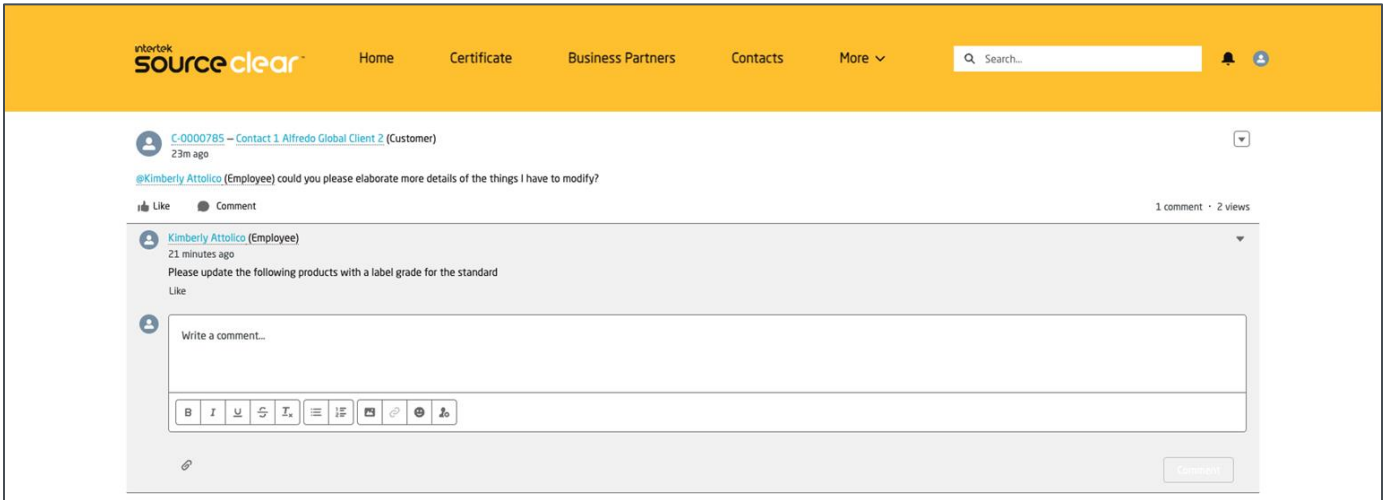 intertek
sourceclear
Home Certificate Business Partners Contacts More Search...
C-0000785 – Contact 1 Alfredo Global Client 2 (Customer)
23m ago
@Kimberly Attolico (Employee) could you please elaborate more details of the things I have to modify?
Like Comment 1 comment · 2 views
Kimberly Attolico (Employee)
21 minutes ago
Please update the following products with a label grade for the standard
Like
Write a comment...
B I U S Tx
Comment